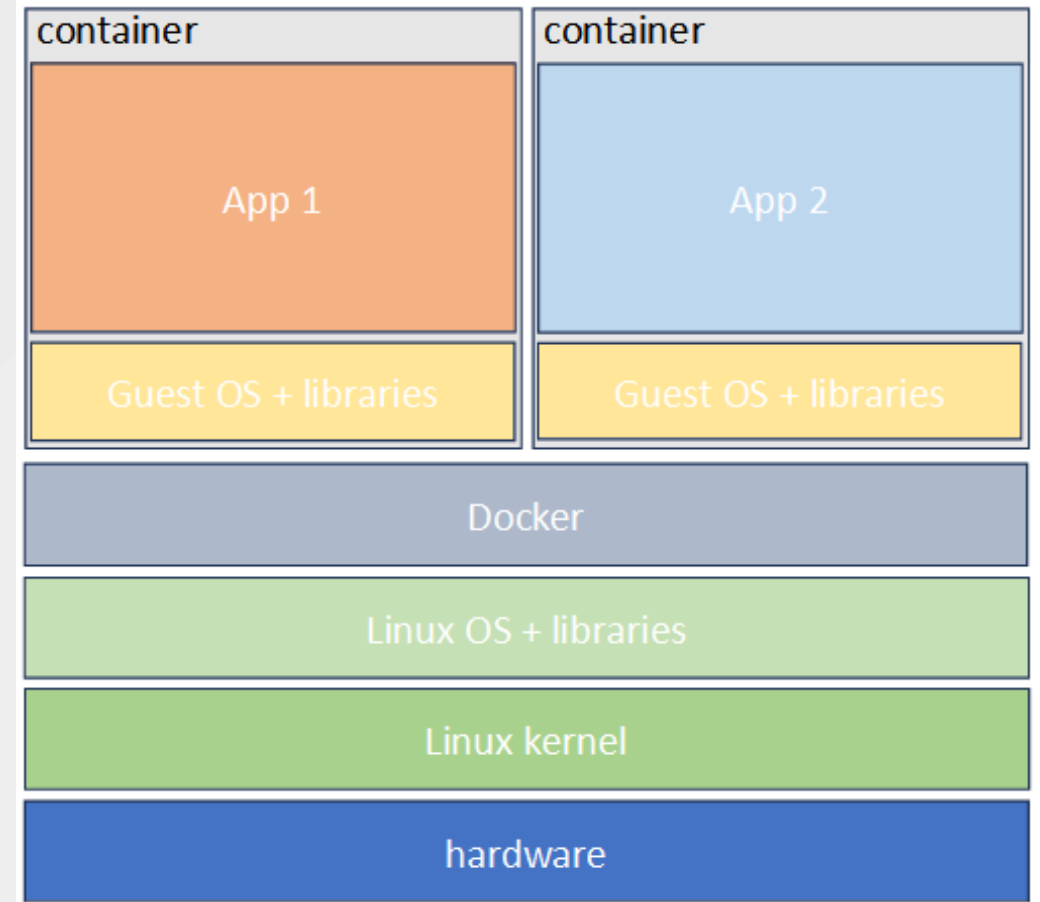 container
container
App 1
App 2
Guest OS + libraries
Guest OS + libraries
Docker
Linux OS + libraries
Linux kernel
hardware